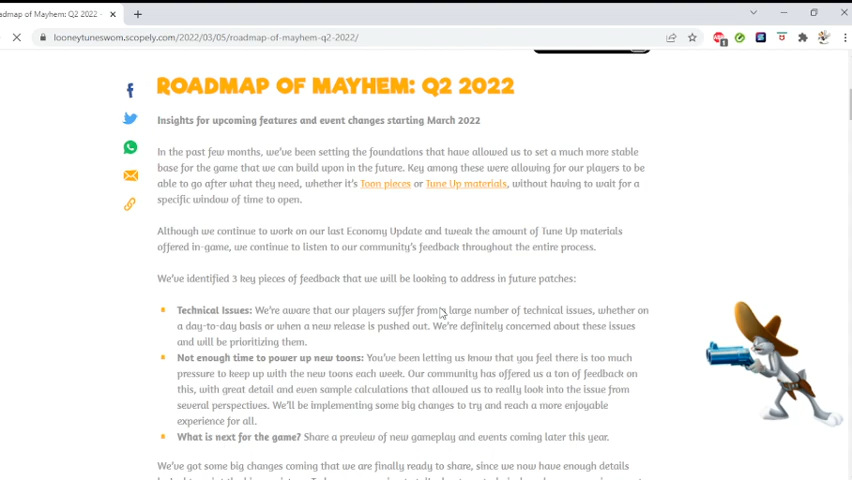 admap of Mayhem: Q2 2022 -
looneytuneswom.scopely.com/2022/03/05/roadmap-of-mayhem-q2-2022/
ROADMAP OF MAYHEM: Q2 2022
Insights for upcoming features and event changes starting March 2022
In the past few months, we've been setting the foundations that have allowed us to set a much more stable
base for the game that we can build upon in the future. Key among these were allowing for our players to be
able to go after what they need, whether it's Toon pieces or Tune Up materials, without having to wait for a
specific window of time to open.
Although we continue to work on our last Economy Update and tweak the amount of Tune Up materials
offered in-game, we continue to listen to our community's feedback throughout the entire process.
We've identified 3 key pieces of feedback that we will be looking to address in future patches:
Technical Issues: We're aware that our players suffer from a large number of technical issues, whether on
a day-to-day basis or when a new release is pushed out. We're definitely concerned about these issues
and will be prioritizing them.
Not enough time to power up new toons: You've been letting us know that you feel there is too much
pressure to keep up with the new toons each week. Our community has offered us a ton of feedback on
this, with great detail and even sample calculations that allowed us to really look into the issue from
several perspectives. We'll be implementing some big changes to try and reach a more enjoyable
experience for all.
What is next for the game? Share a preview of new gameplay and events coming later this year.
We've got some big changes coming that we are finally ready to share, since we now have enough details